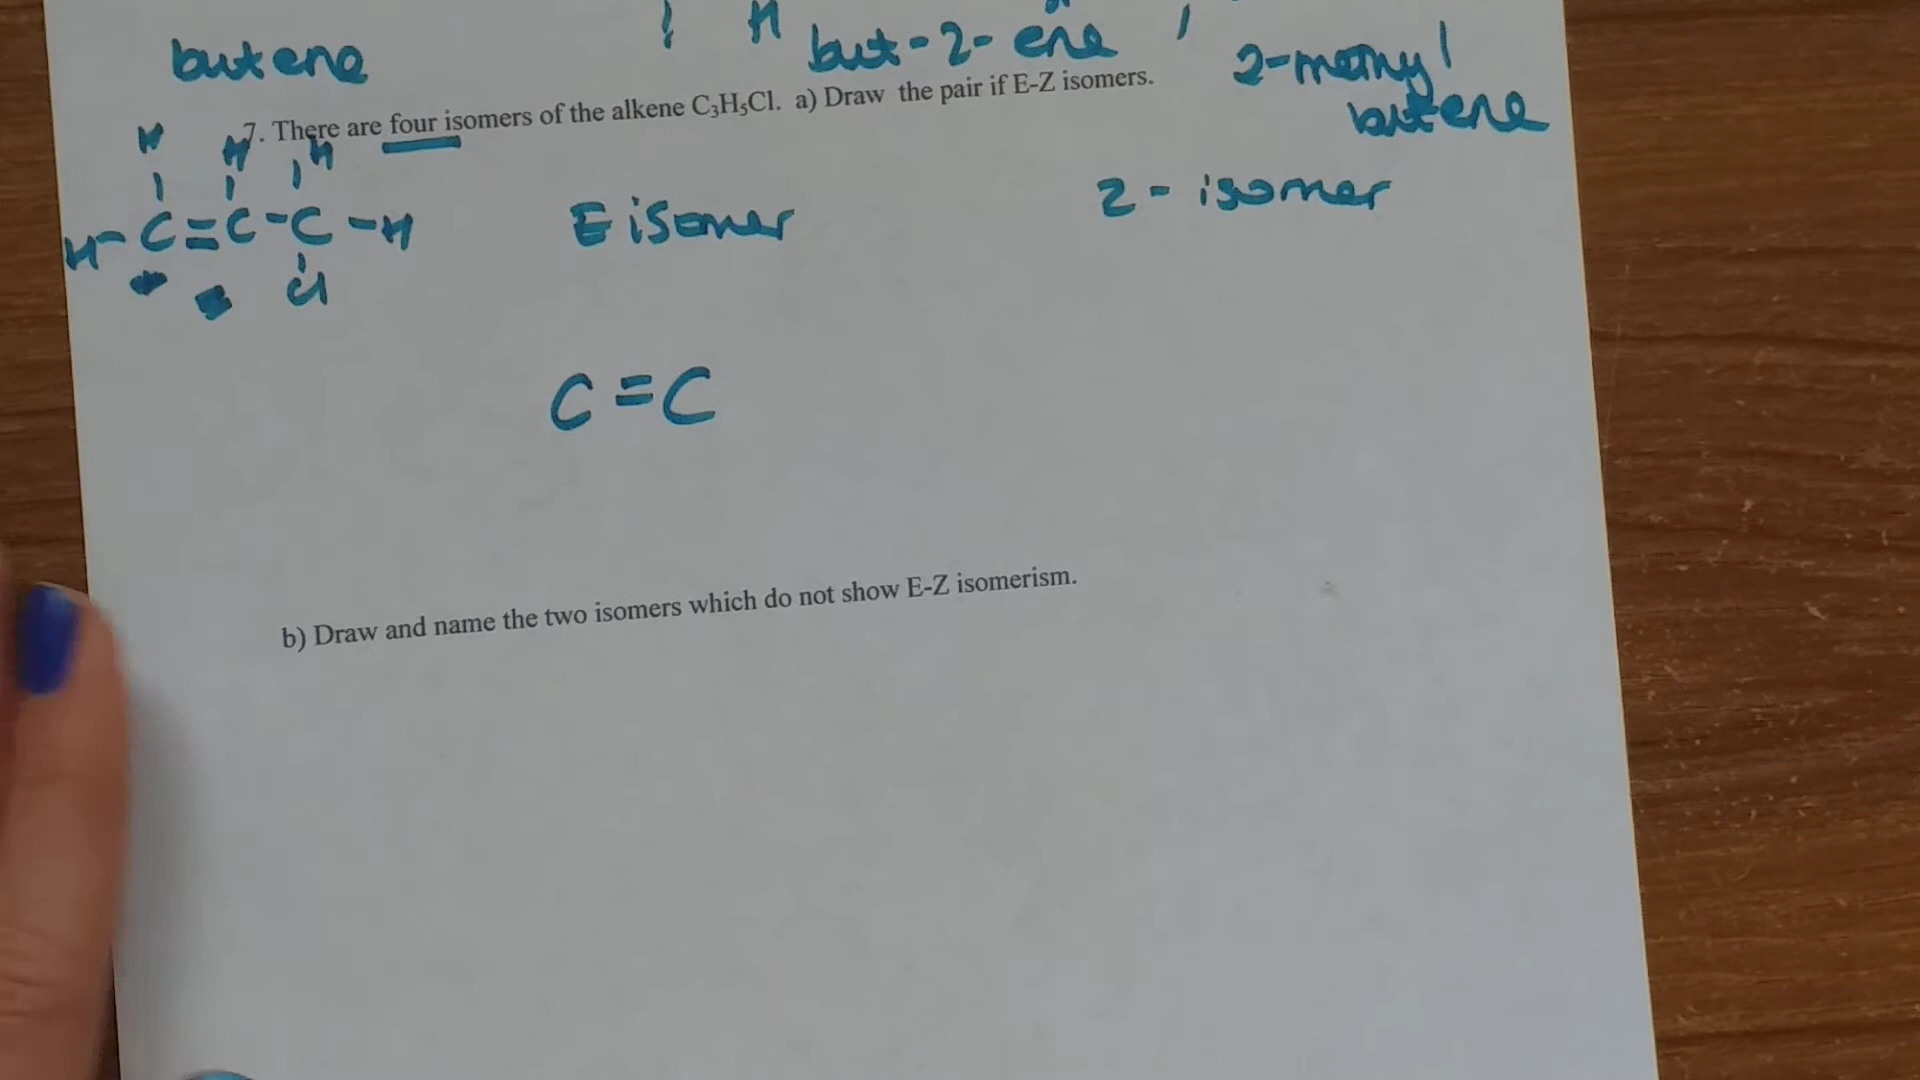 butene
but-2-ene
2-methyl
butene
7. There are four isomers of the alkene C₃H₅Cl. a) Draw the pair if E-Z isomers.
H H H
H-C=C-C-H
Cl
E isomer
Z-isomer
C=C
b) Draw and name the two isomers which do not show E-Z isomerism.